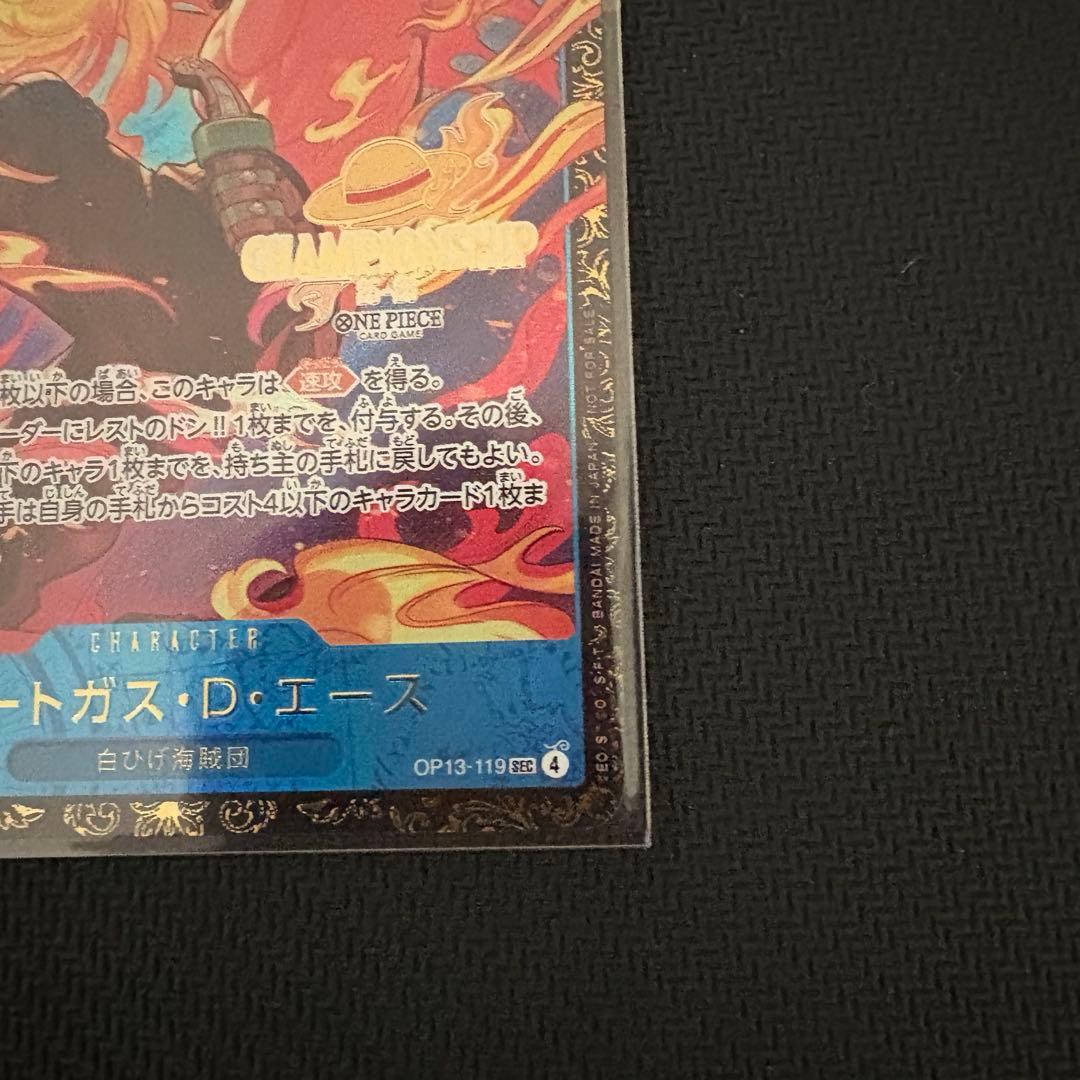 CHAMPIONSHIP
ONE PIECE
CARD GAME
枚以下の場合、このキャラは 速攻 を得る。
ーダーにレストのドン!!1枚までを、付与する。その後、
下のキャラ1枚までを、持ち主の手札に戻してもよい。
手は自身の手札からコスト4以下のキャラカード1枚ま
CHARACTER
ートガス・D・エース
白ひげ海賊団
OP13-119 SEC 4
BANDAI MADE IN JAPAN NOT FOR SALE